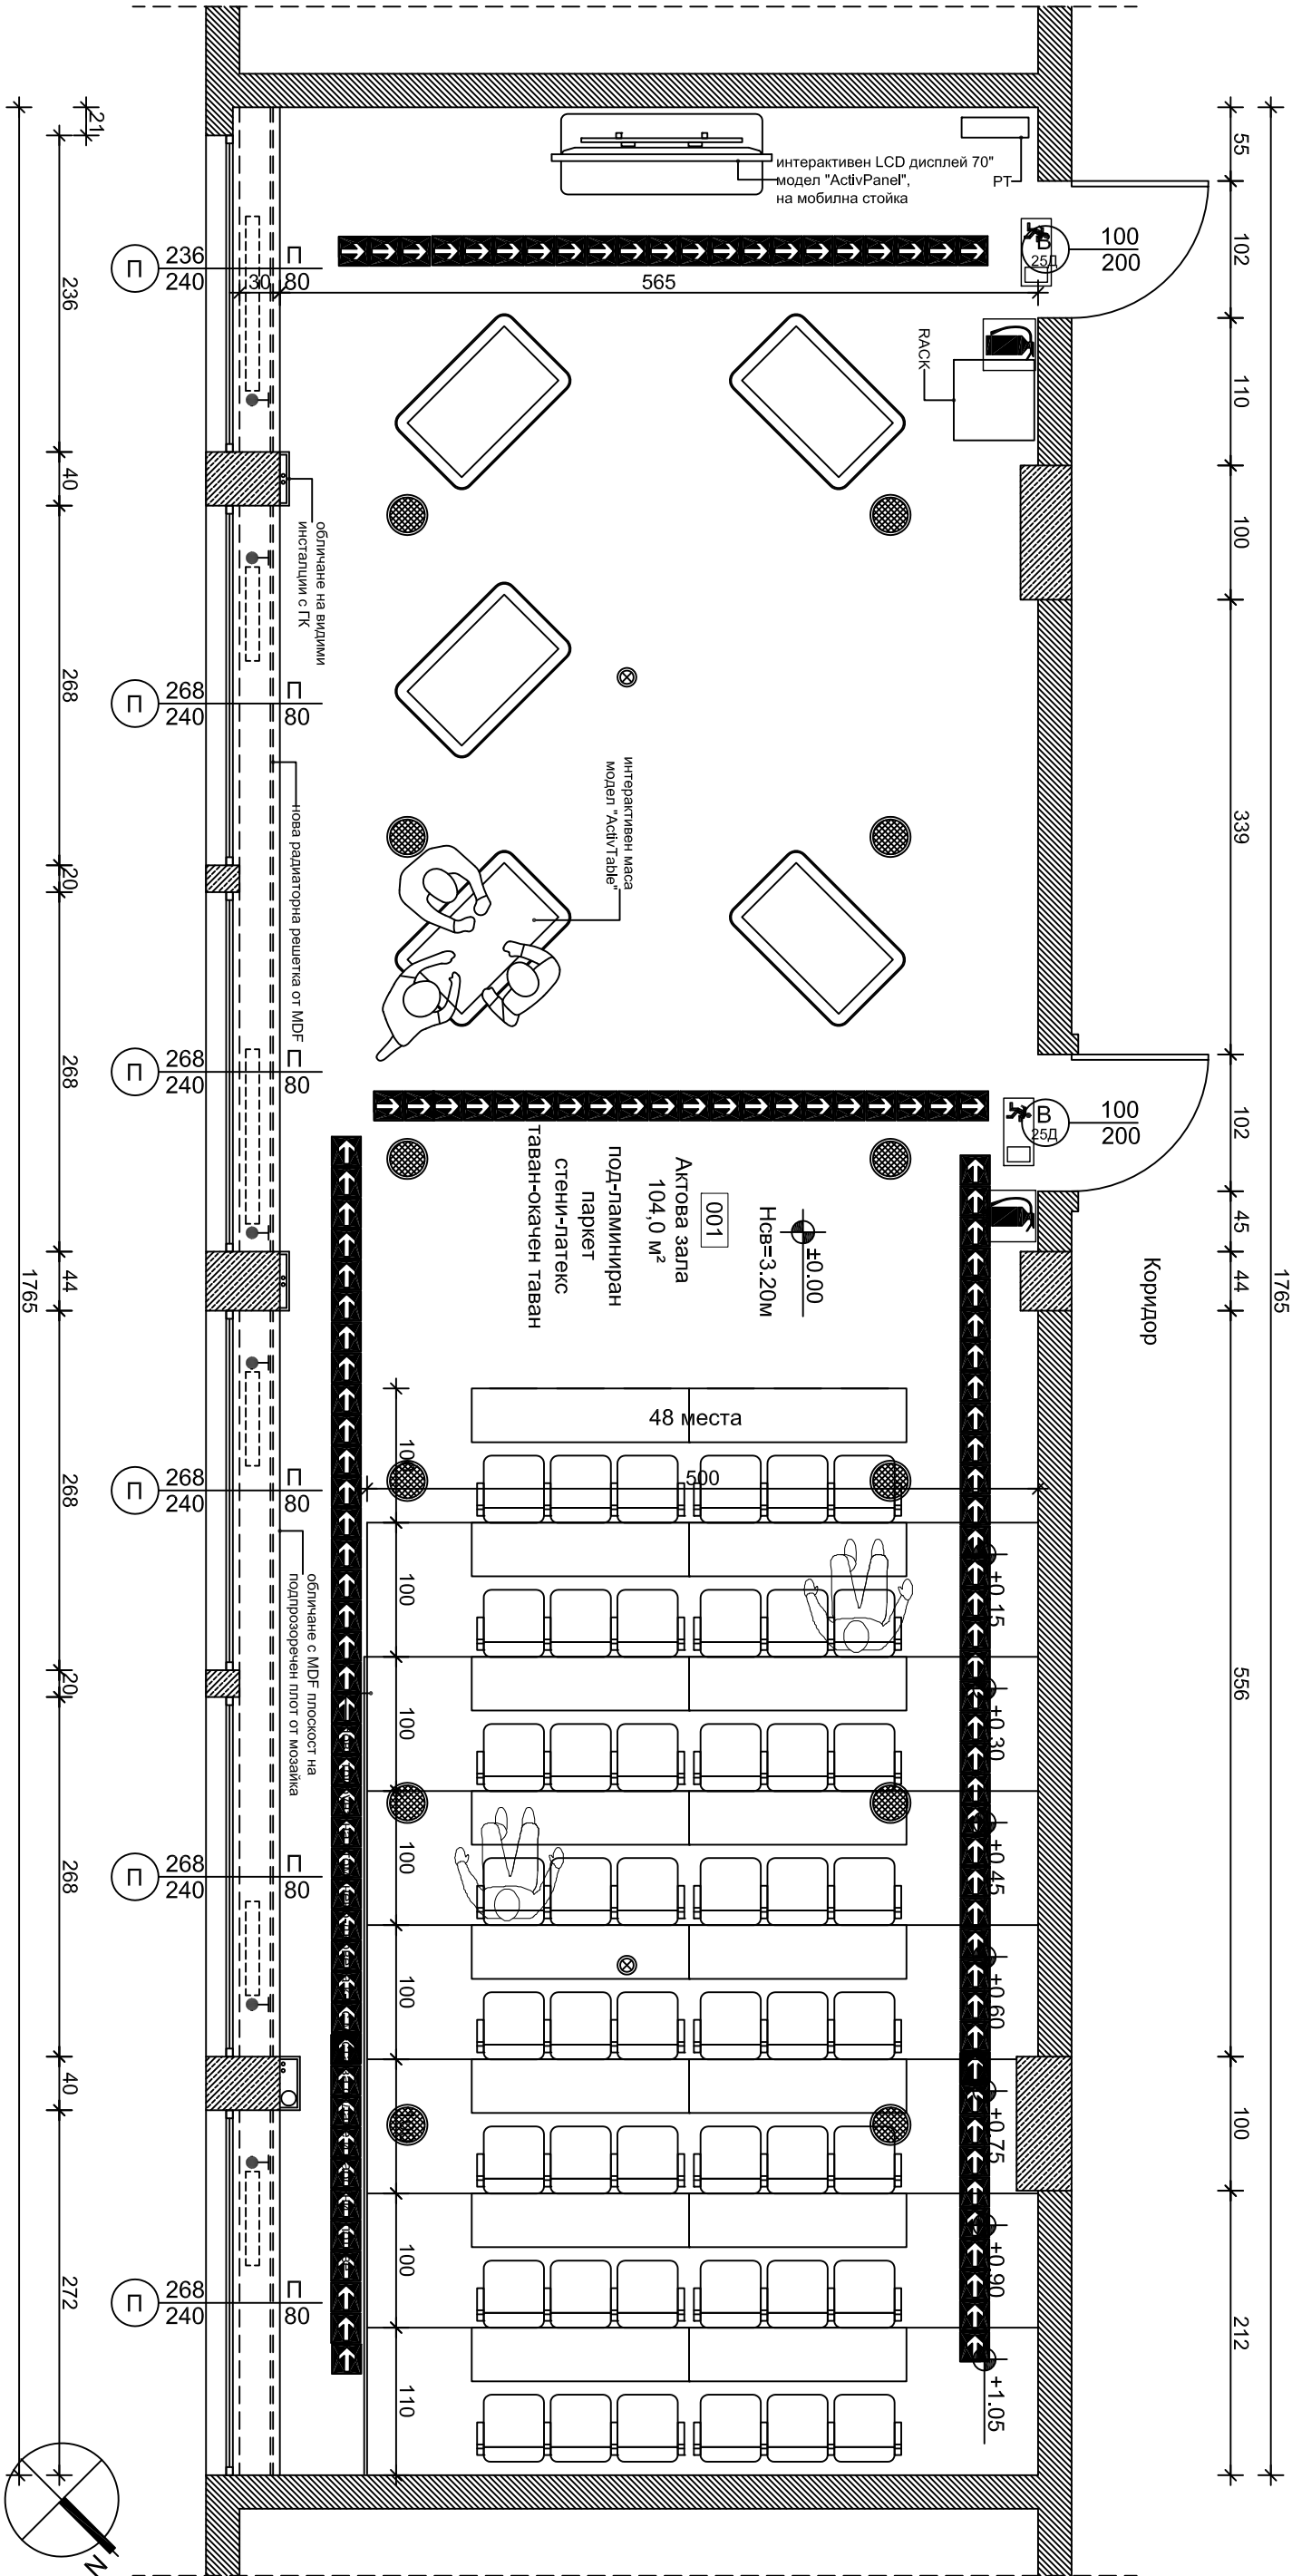 1765
55
102
110
100
339
102
45
44
556
100
212
Коридор
интерактивен LCD дисплей 70"
модел "ActivPanel",
на мобилна стойка
РТ
В
25Д
100
200
RACK
565
30
П
236
240
П
80
обличане на видими
инсталции с ГК
П
268
240
П
80
нова радиаторна решетка от MDF
интерактивен маса
модел "ActivTable"
П
268
240
П
80
В
25Д
100
200
±0.00
Hсв=3.20м
001
Актова зала
104,0 м²
под-ламиниран
паркет
стени-латекс
таван-окачен таван
48 места
500
П
268
240
П
80
обличане с MDF плоскост на
подпрозоречен плот от мозайка
П
268
240
П
80
П
268
240
П
80
100
100
100
100
100
100
110
+0.15
+0.30
+0.45
+0.60
+0.75
+0.90
+1.05
21
236
40
268
20
268
44
268
20
268
40
272
1765
N